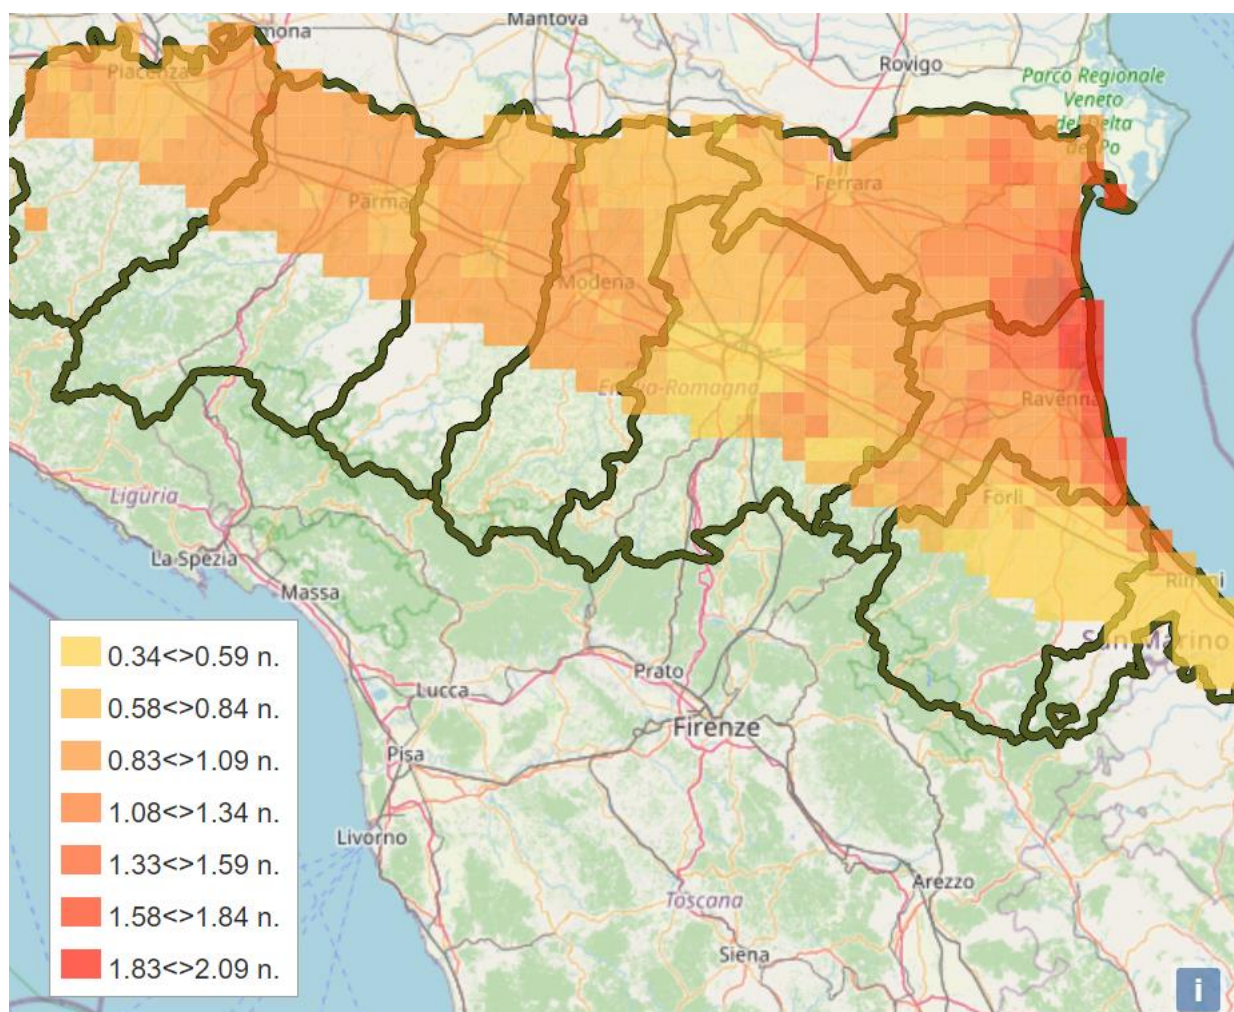 Mantova
mona
Rovigo
Piacenza
Parco Regionale
Veneto
del Delta
del Po
Ferrara
Parma
Modena
Emilia-Romagna
Ravenna
Forlì
Liguria
La Spezia
Rimini
Massa
San Marino
Prato
Lucca
Firenze
Pisa
Livorno
Arezzo
Toscana
Siena
0.34<>0.59 n.
0.58<>0.84 n.
0.83<>1.09 n.
1.08<>1.34 n.
1.33<>1.59 n.
1.58<>1.84 n.
1.83<>2.09 n.
i